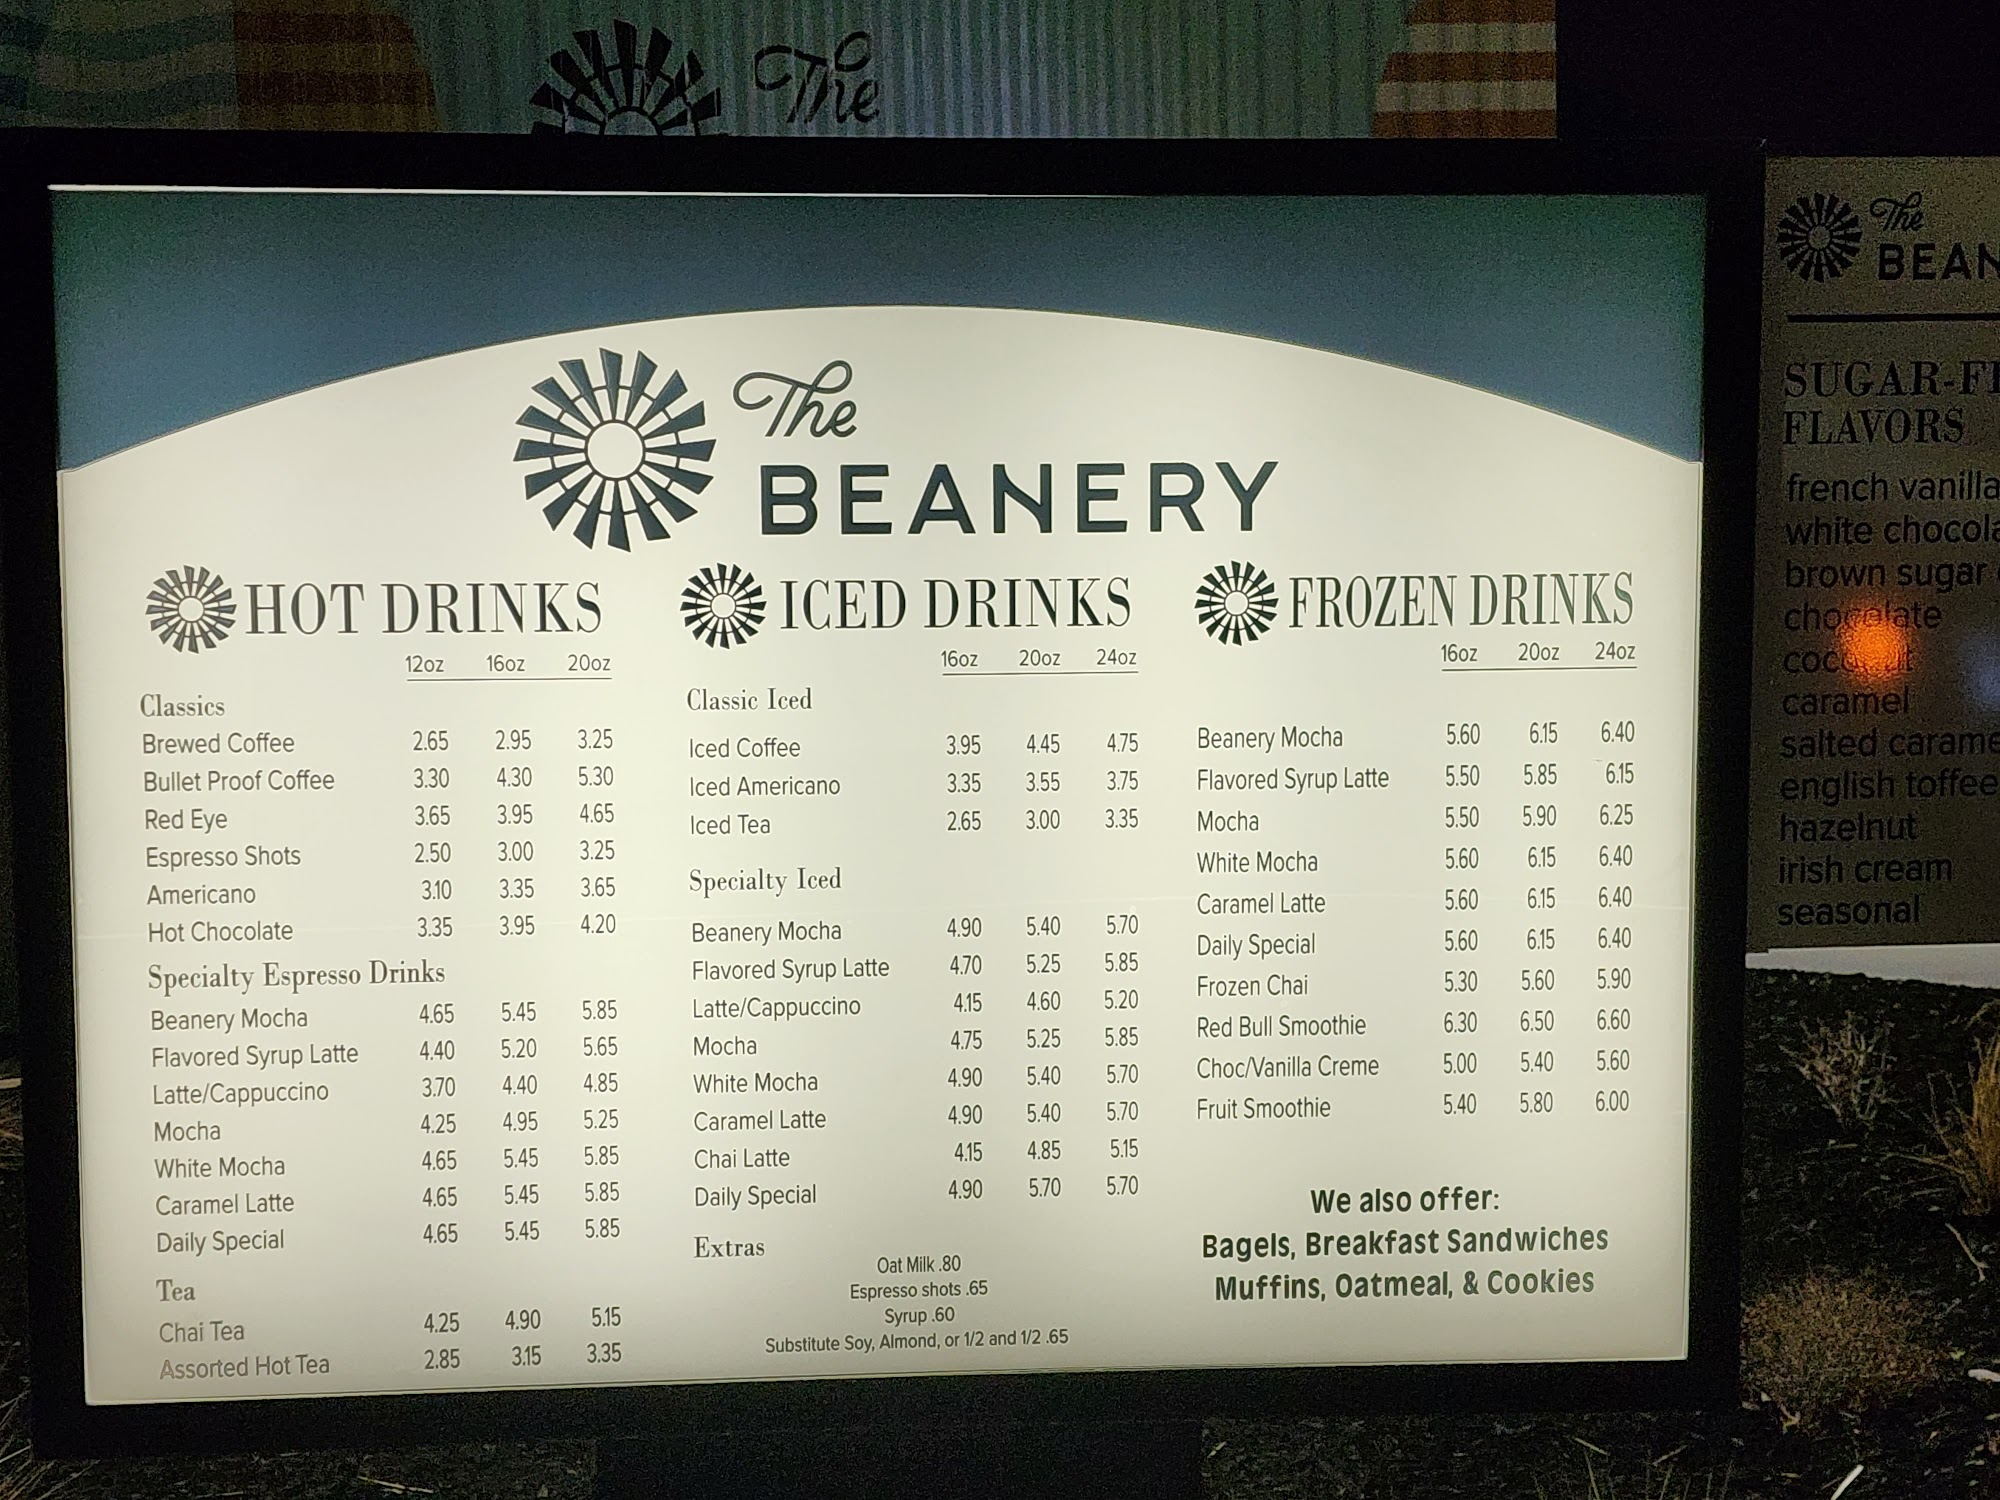 The
The
BEANERY
HOT DRINKS
12oz 16oz 20oz
Classics
Brewed Coffee 2.65 2.95 3.25
Bullet Proof Coffee 3.30 4.30 5.30
Red Eye 3.65 3.95 4.65
Espresso Shots 2.50 3.00 3.25
Americano 3.10 3.35 3.65
Hot Chocolate 3.35 3.95 4.20
Specialty Espresso Drinks
Beanery Mocha 4.65 5.45 5.85
Flavored Syrup Latte 4.40 5.20 5.65
Latte/Cappuccino 3.70 4.40 4.85
Mocha 4.25 4.95 5.25
White Mocha 4.65 5.45 5.85
Caramel Latte 4.65 5.45 5.85
Daily Special 4.65 5.45 5.85
Tea
Chai Tea 4.25 4.90 5.15
Assorted Hot Tea 2.85 3.15 3.35
ICED DRINKS
16oz 20oz 24oz
Classic Iced
Iced Coffee 3.95 4.45 4.75
Iced Americano 3.35 3.55 3.75
Iced Tea 2.65 3.00 3.35
Specialty Iced
Beanery Mocha 4.90 5.40 5.70
Flavored Syrup Latte 4.70 5.25 5.85
Latte/Cappuccino 4.15 4.60 5.20
Mocha 4.75 5.25 5.85
White Mocha 4.90 5.40 5.70
Caramel Latte 4.90 5.40 5.70
Chai Latte 4.15 4.85 5.15
Daily Special 4.90 5.70 5.70
Extras
Oat Milk .80
Espresso shots .65
Syrup .60
Substitute Soy, Almond, or 1/2 and 1/2 .65
FROZEN DRINKS
16oz 20oz 24oz
Beanery Mocha 5.60 6.15 6.40
Flavored Syrup Latte 5.50 5.85 6.15
Mocha 5.50 5.90 6.25
White Mocha 5.60 6.15 6.40
Caramel Latte 5.60 6.15 6.40
Daily Special 5.60 6.15 6.40
Frozen Chai 5.30 5.60 5.90
Red Bull Smoothie 6.30 6.50 6.60
Choc/Vanilla Creme 5.00 5.40 5.60
Fruit Smoothie 5.40 5.80 6.00
We also offer:
Bagels, Breakfast Sandwiches
Muffins, Oatmeal, & Cookies
The
BEAN
SUGAR-F
FLAVORS
french vanilla
white chocola
brown sugar
chocolate
coconut
caramel
salted carame
english toffee
hazelnut
irish cream
seasonal